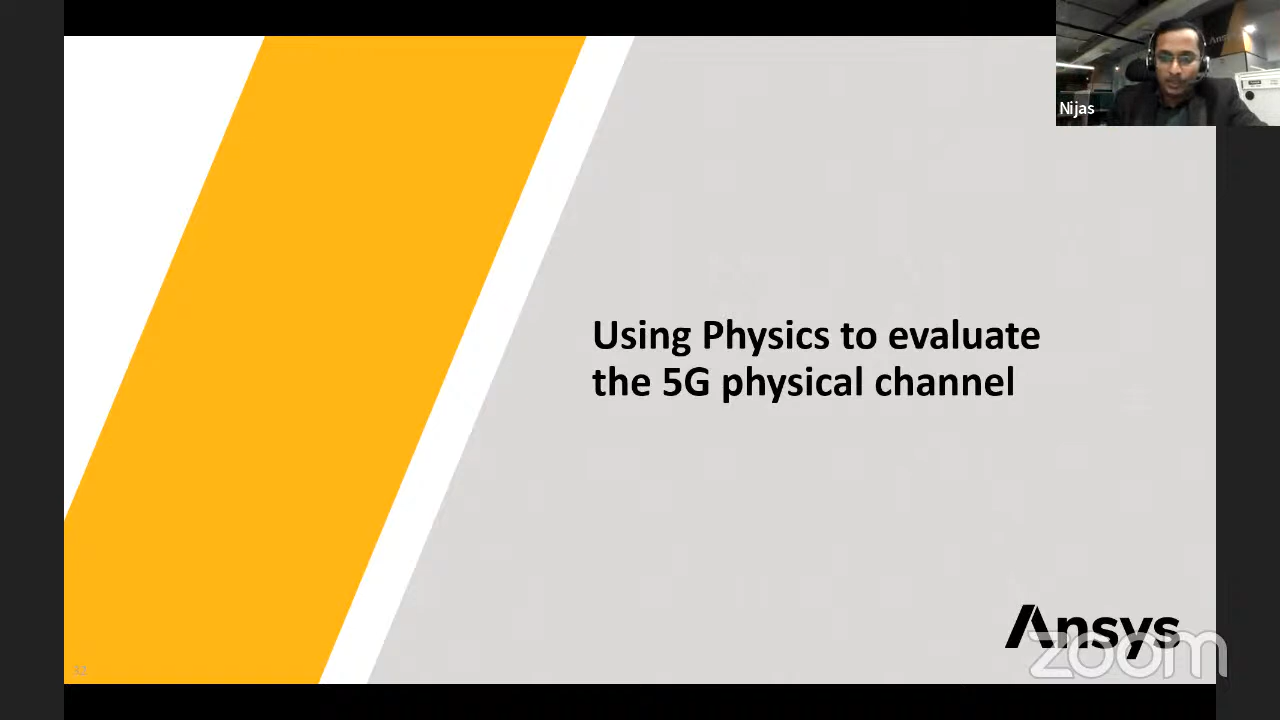 Nijas
Using Physics to evaluate
the 5G physical channel
Ansys
zoom